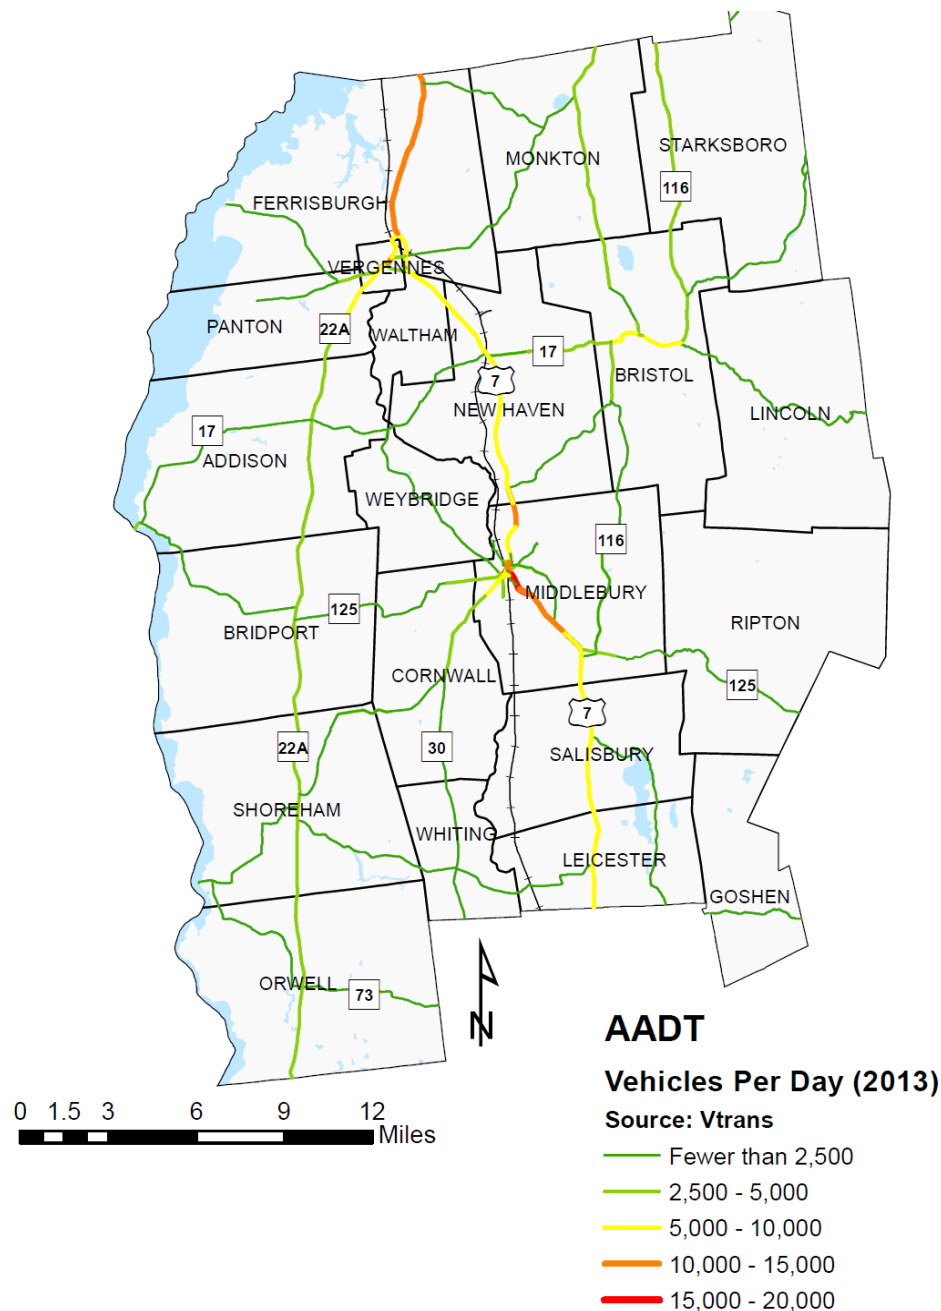 MONKTON
STARKSBORO
116
FERRISBURGH
VERGENNES
PANTON
22A
WALTHAM
17
7
BRISTOL
NEW HAVEN
LINCOLN
17
ADDISON
WEYBRIDGE
116
MIDDLEBURY
125
BRIDPORT
RIPTON
CORNWALL
125
7
22A
30
SALISBURY
SHOREHAM
WHITING
LEICESTER
GOSHEN
ORWELL
73
N
AADT
Vehicles Per Day (2013)
Source: Vtrans
0 1.5 3 6 9 12
Miles
Fewer than 2,500
2,500 - 5,000
5,000 - 10,000
10,000 - 15,000
15,000 - 20,000